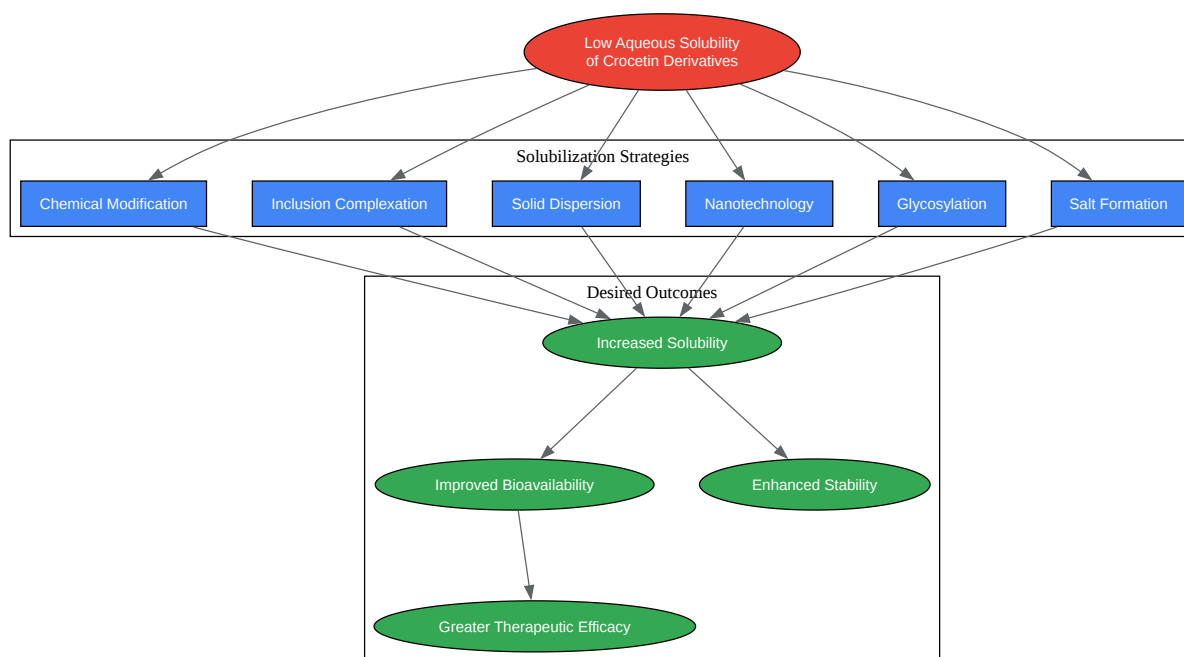 Low Aqueous Solubility
of Crocetin Derivatives
Solubilization Strategies
Chemical Modification
Inclusion Complexation
Solid Dispersion
Nanotechnology
Glycosylation
Salt Formation
Desired Outcomes
Increased Solubility
Improved Bioavailability
Enhanced Stability
Greater Therapeutic Efficacy